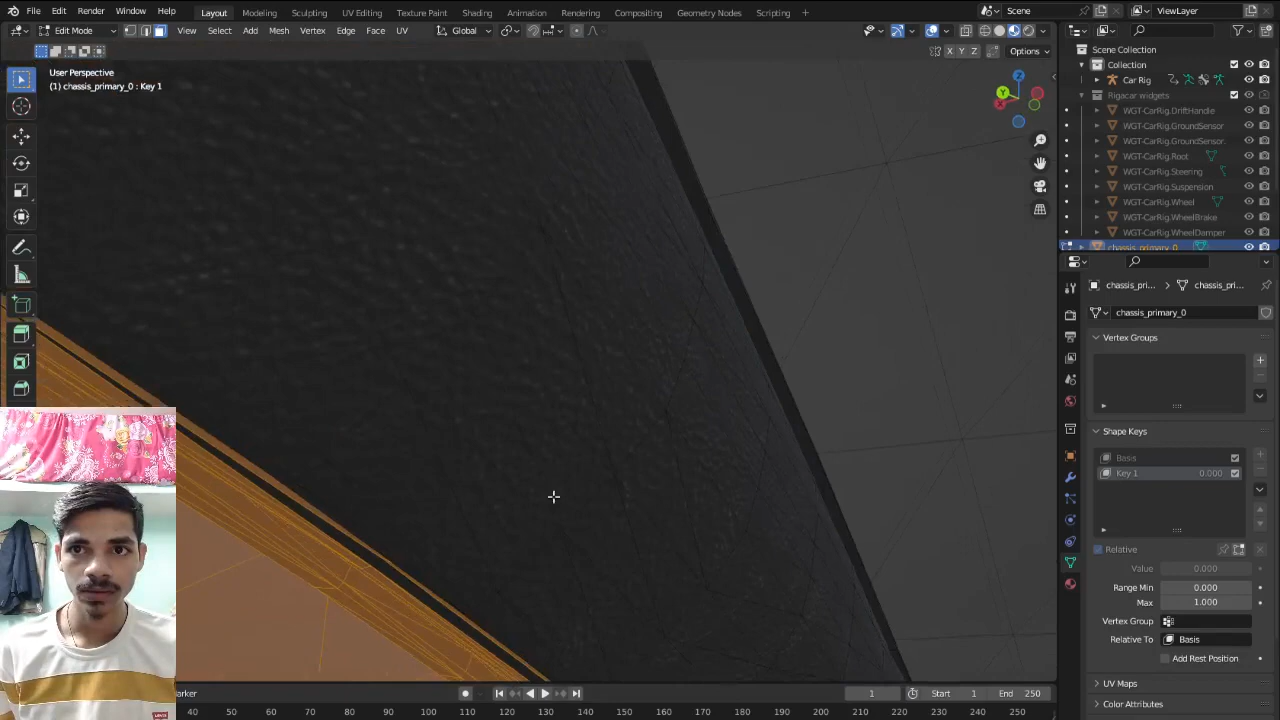 File Edit Render Window Help Layout Modeling Sculpting UV Editing Texture Paint Shading Animation Rendering Compositing Geometry Nodes Scripting + Scene ViewLayer
Edit Mode View Select Add Mesh Vertex Edge Face UV Global
X Y Z Options
User Perspective
(1) chassis_primary_0 : Key 1
Z
Y
X
Scene Collection
Collection
Car Rig
Rigacar widgets
WGT-CarRig.DriftHandle
WGT-CarRig.GroundSensor
WGT-CarRig.GroundSensor.
WGT-CarRig.Root
WGT-CarRig.Steering
WGT-CarRig.Suspension
WGT-CarRig.Wheel
WGT-CarRig.WheelBrake
WGT-CarRig.WheelDamper
chassis_primary_0
chassis_pri... > chassis_pri...
chassis_primary_0
Vertex Groups
Shape Keys
Basis
Key 1 0.000
Relative
Value 0.000
Range Min 0.000
Max 1.000
Vertex Group
Relative To Basis
Add Rest Position
UV Maps
Color Attributes
arker 1 Start 1 End 250
40 50 60 70 80 90 100 110 120 130 140 150 160 170 180 190 200 210 220 230 240 250